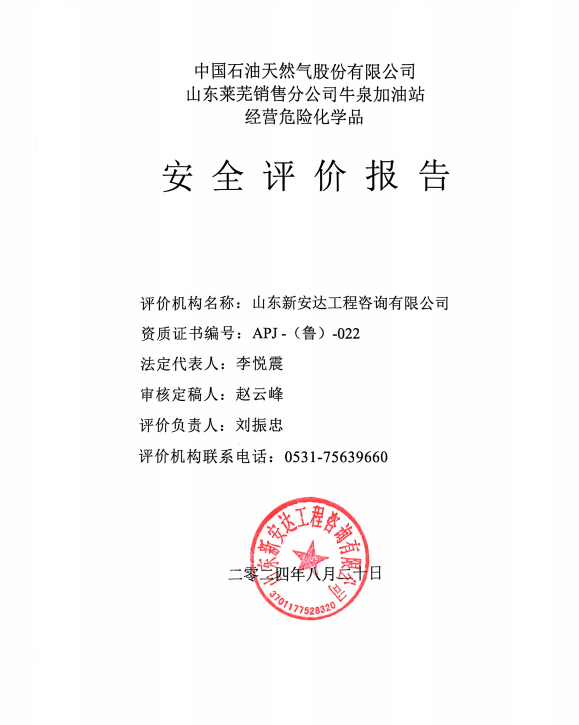 中国石油天然气股份有限公司
山东莱芜销售分公司牛泉加油站
经营危险化学品
安全评价报告
评价机构名称：山东新安达工程咨询有限公司
资质证书编号：APJ -（鲁）-022
法定代表人：李悦震
审核定稿人：赵云峰
评价负责人：刘振忠
评价机构联系电话：0531-75639660
山东新安达工程咨询有限公司
二零二四年八月二十日
3701177528320